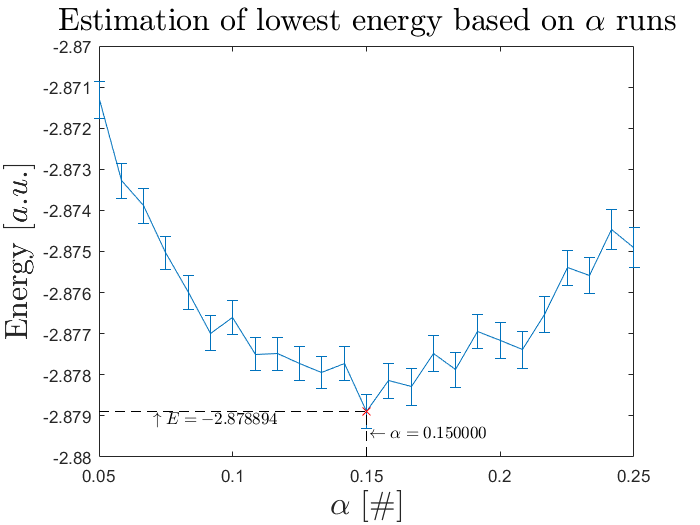 Estimation of lowest energy based on α runs
Energy [a.u.]
-2.87
-2.871
-2.872
-2.873
-2.874
-2.875
-2.876
-2.877
-2.878
-2.879
-2.88
↑ E = −2.878894
← α = 0.150000
0.05 0.1 0.15 0.2 0.25
α [#]